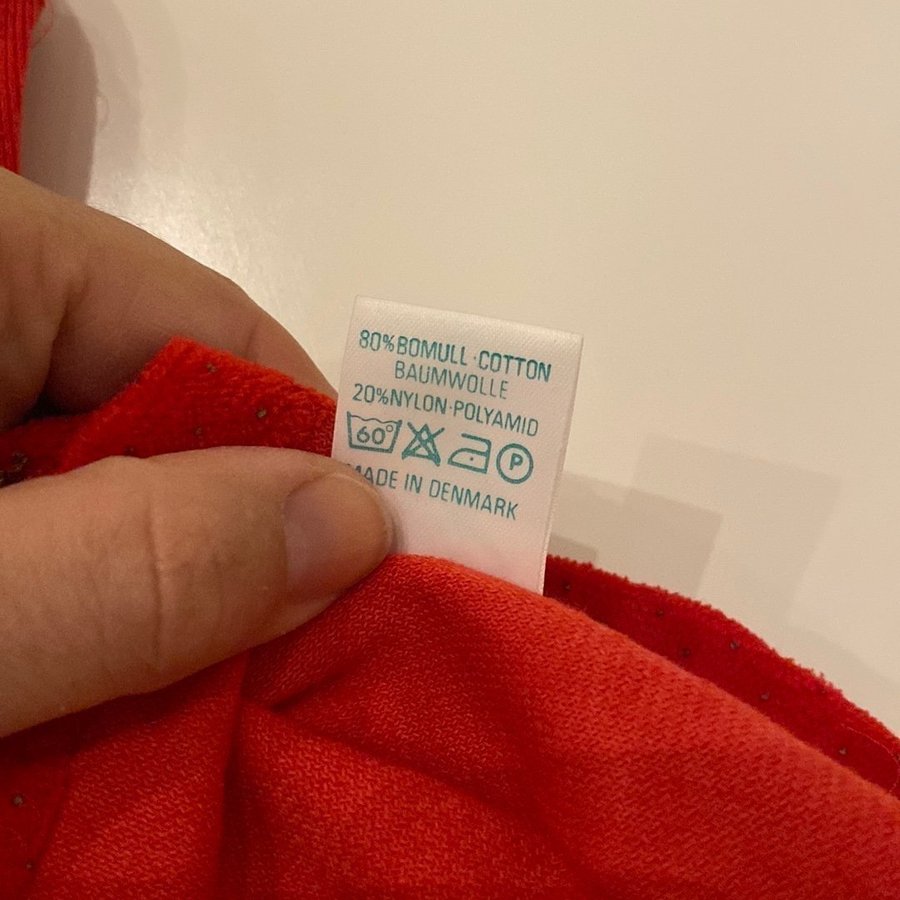 80%BOMULL·COTTON
BAUMWOLLE
20%NYLON·POLYAMID
60° P
MADE IN DENMARK